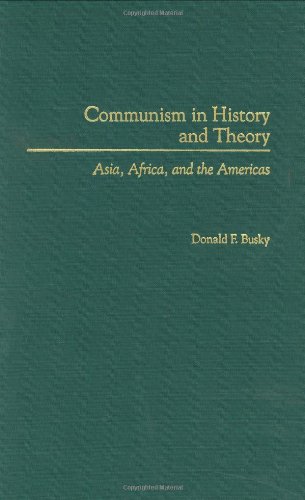 Communism in History
and Theory
Asia, Africa, and the Americas
Donald F. Busky